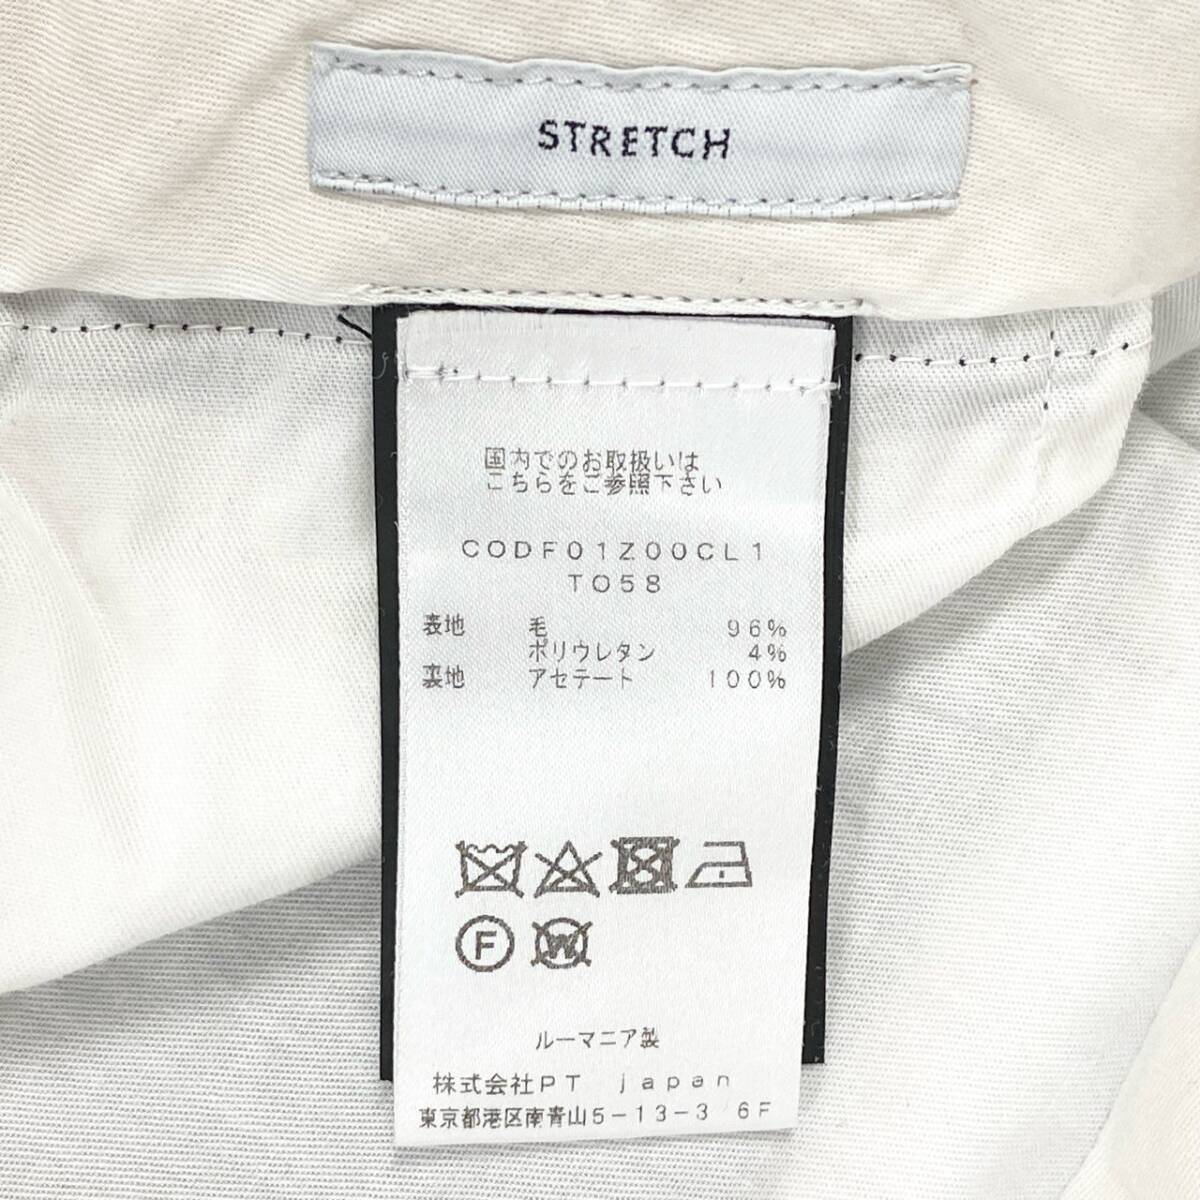 STRETCH
国内でのお取扱いは
こちらをご参照下さい
CODF01Z00CL1
TO58
表地 毛 96%
ポリウレタン 4%
裏地 アセテート 100%
F W
ルーマニア製
株式会社PT japan
東京都港区南青山5-13-3 6F